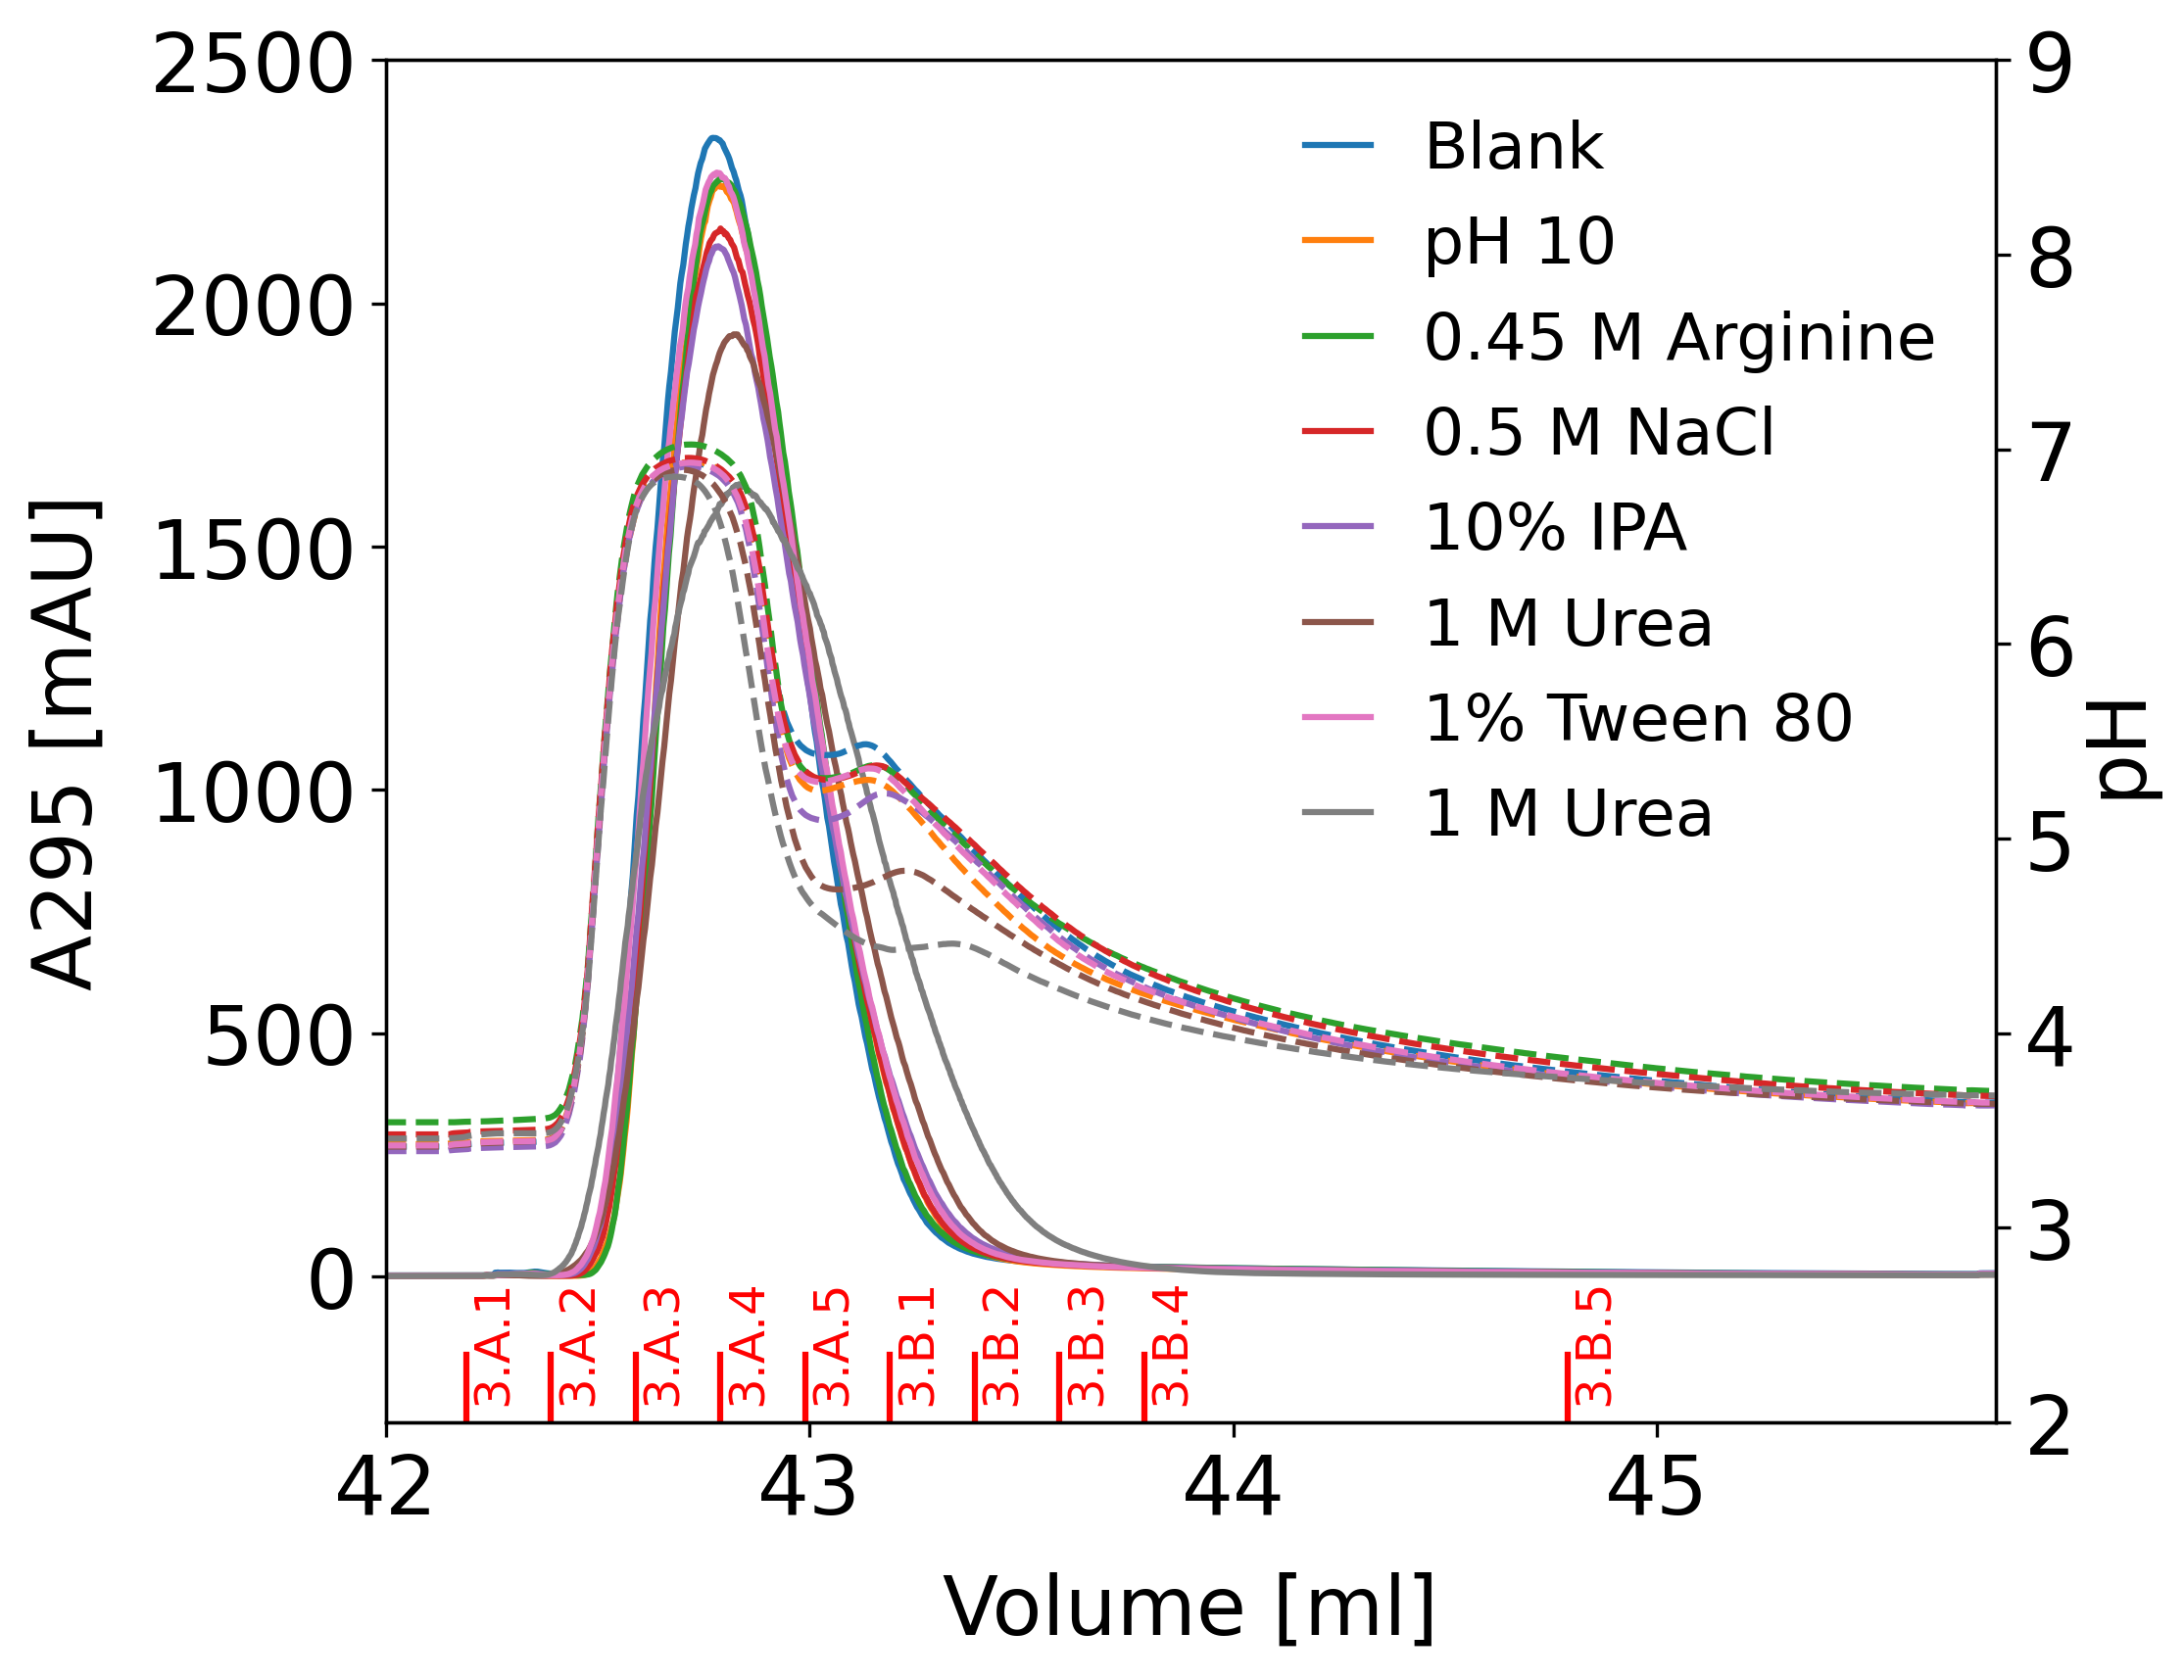 2500
2000
1500
1000
500
0
A295 [mAU]
9
8
7
6
5
4
3
2
pH
Blank
pH 10
0.45 M Arginine
0.5 M NaCl
10% IPA
1 M Urea
1% Tween 80
1 M Urea
3.A.1
3.A.2
3.A.3
3.A.4
3.A.5
3.B.1
3.B.2
3.B.3
3.B.4
3.B.5
42 43 44 45
Volume [ml]